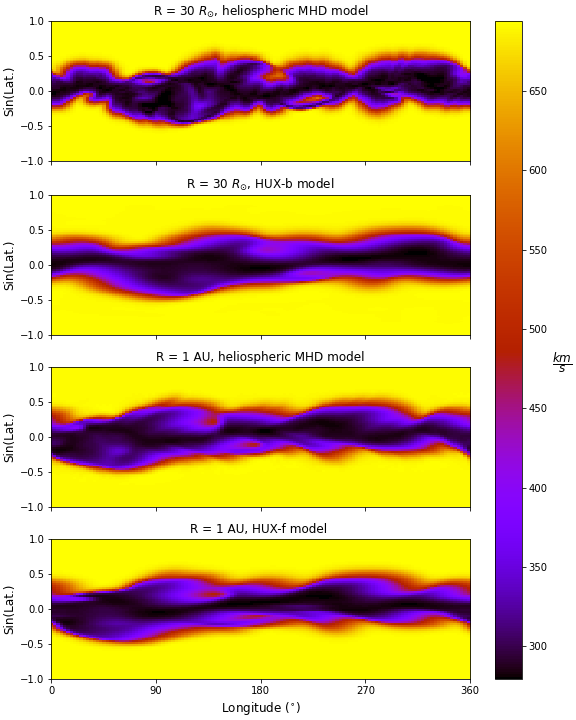 R = 30 R☉, heliospheric MHD model
1.0
0.5
0.0
−0.5
−1.0
Sin(Lat.)
R = 30 R☉, HUX-b model
1.0
0.5
0.0
−0.5
−1.0
Sin(Lat.)
R = 1 AU, heliospheric MHD model
1.0
0.5
0.0
−0.5
−1.0
Sin(Lat.)
R = 1 AU, HUX-f model
1.0
0.5
0.0
−0.5
−1.0
Sin(Lat.)
0 90 180 270 360
Longitude (°)
650
600
550
500
450
400
350
300
km
s